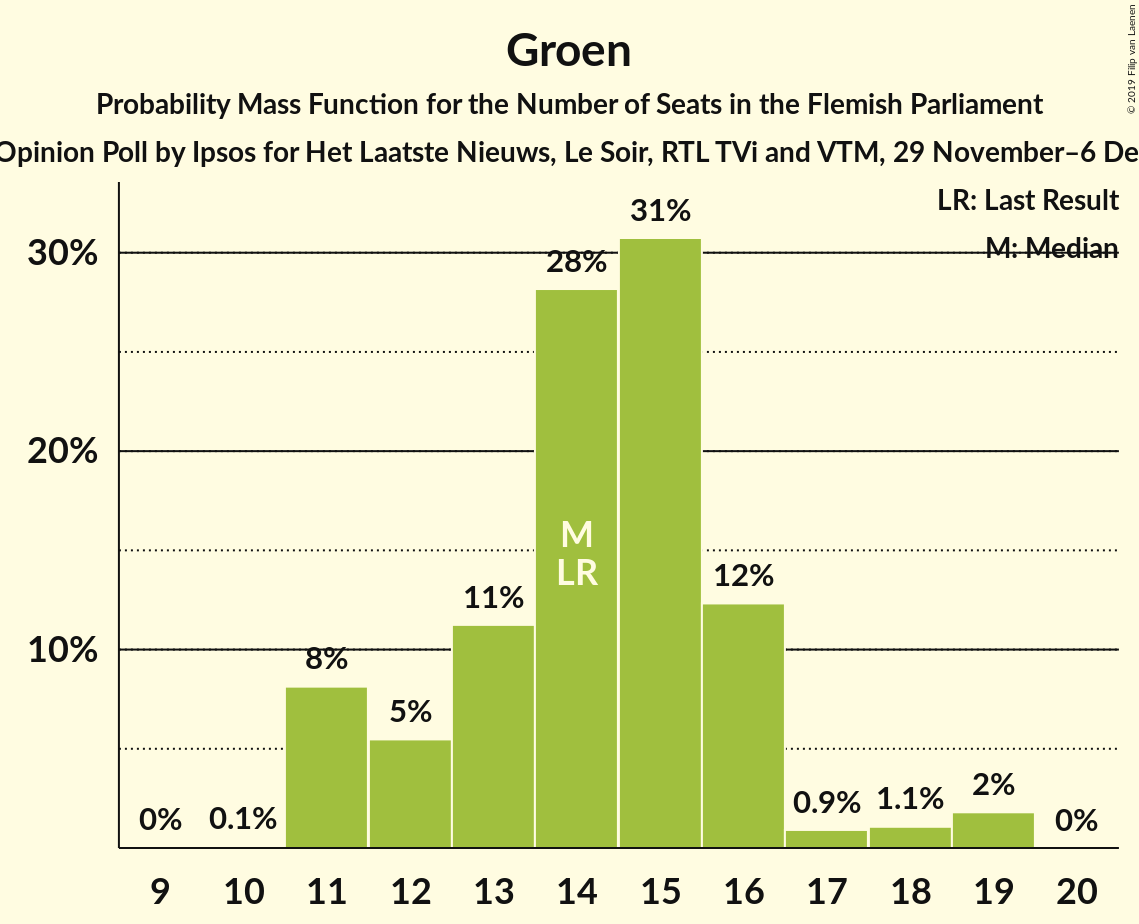 © 2019 Filip van Laenen
Groen
Probability Mass Function for the Number of Seats in the Flemish Parliament
Opinion Poll by Ipsos for Het Laatste Nieuws, Le Soir, RTL TVi and VTM, 29 November–6 De
LR: Last Result
M: Median
30%
20%
10%
0%
0.1%
8%
5%
11%
28%
31%
12%
0.9%
1.1%
2%
0%
M
LR
9 10 11 12 13 14 15 16 17 18 19 20